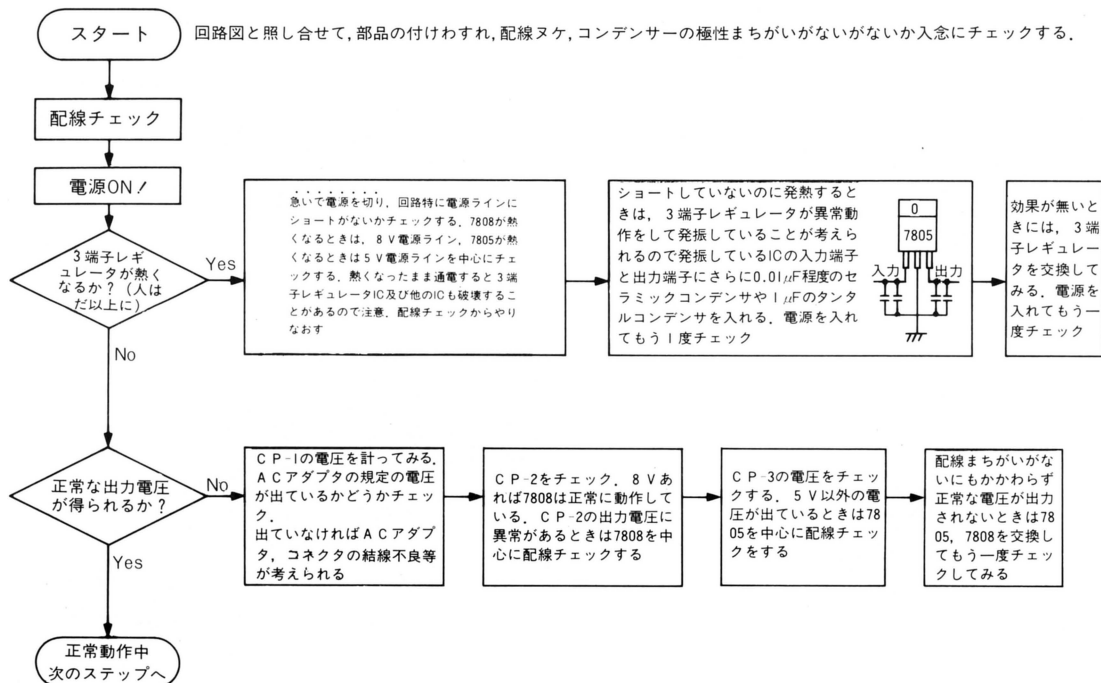 スタート
回路図と照し合せて,部品の付けわすれ,配線ヌケ,コンデンサーの極性まちがいがないがないか入念にチェックする.
配線チェック
電源ON!
3端子レギ
ュレータが熱く
なるか?(人は
だ以上に)
Yes
急いで電源を切り,回路特に電源ラインに
ショートがないかチェックする.7808が熱
くなるときは,8V電源ライン,7805が熱
くなるときは5V電源ラインを中心にチ
ェックする.熱くなったまま通電すると3端
子レギュレータIC及び他のICも破壊するこ
とがあるので注意.配線チェックからやり
なおす
ショートしていないのに発熱すると
きは,3端子レギュレータが異常動
作をして発振していることが考えら
れるので発振しているICの入力端子
と出力端子にさらに0.01μF程度のセ
ラミックコンデンサや1μFのタンタ
ルコンデンサを入れる.電源を入れ
てもう1度チェック
0
7805
入力
出力
効果が無いと
きには,3端
子レギュレー
タを交換して
みる.電源を
入れてもう一
度チェック
No
正常な出力電圧
が得られるか?
No
CP-1の電圧を計ってみる.
ACアダプタの規定の電圧
が出ているかどうかチェッ
ク.
出ていなければACアダプ
タ,コネクタの結線不良等
が考えられる
CP-2をチェック.8Vあ
れば7808は正常に動作して
いる.CP-2の出力電圧に
異常があるときは7808を中
心に配線チェックする
CP-3の電圧をチェッ
クする.5V以外の電
圧が出ているときは78
05を中心に配線チェッ
クをする
配線まちがいがな
いにもかかわらず
正常な電圧が出力
されないときは78
05,7808を交換し
てもう一度チェッ
クしてみる
Yes
正常動作中
次のステップへ